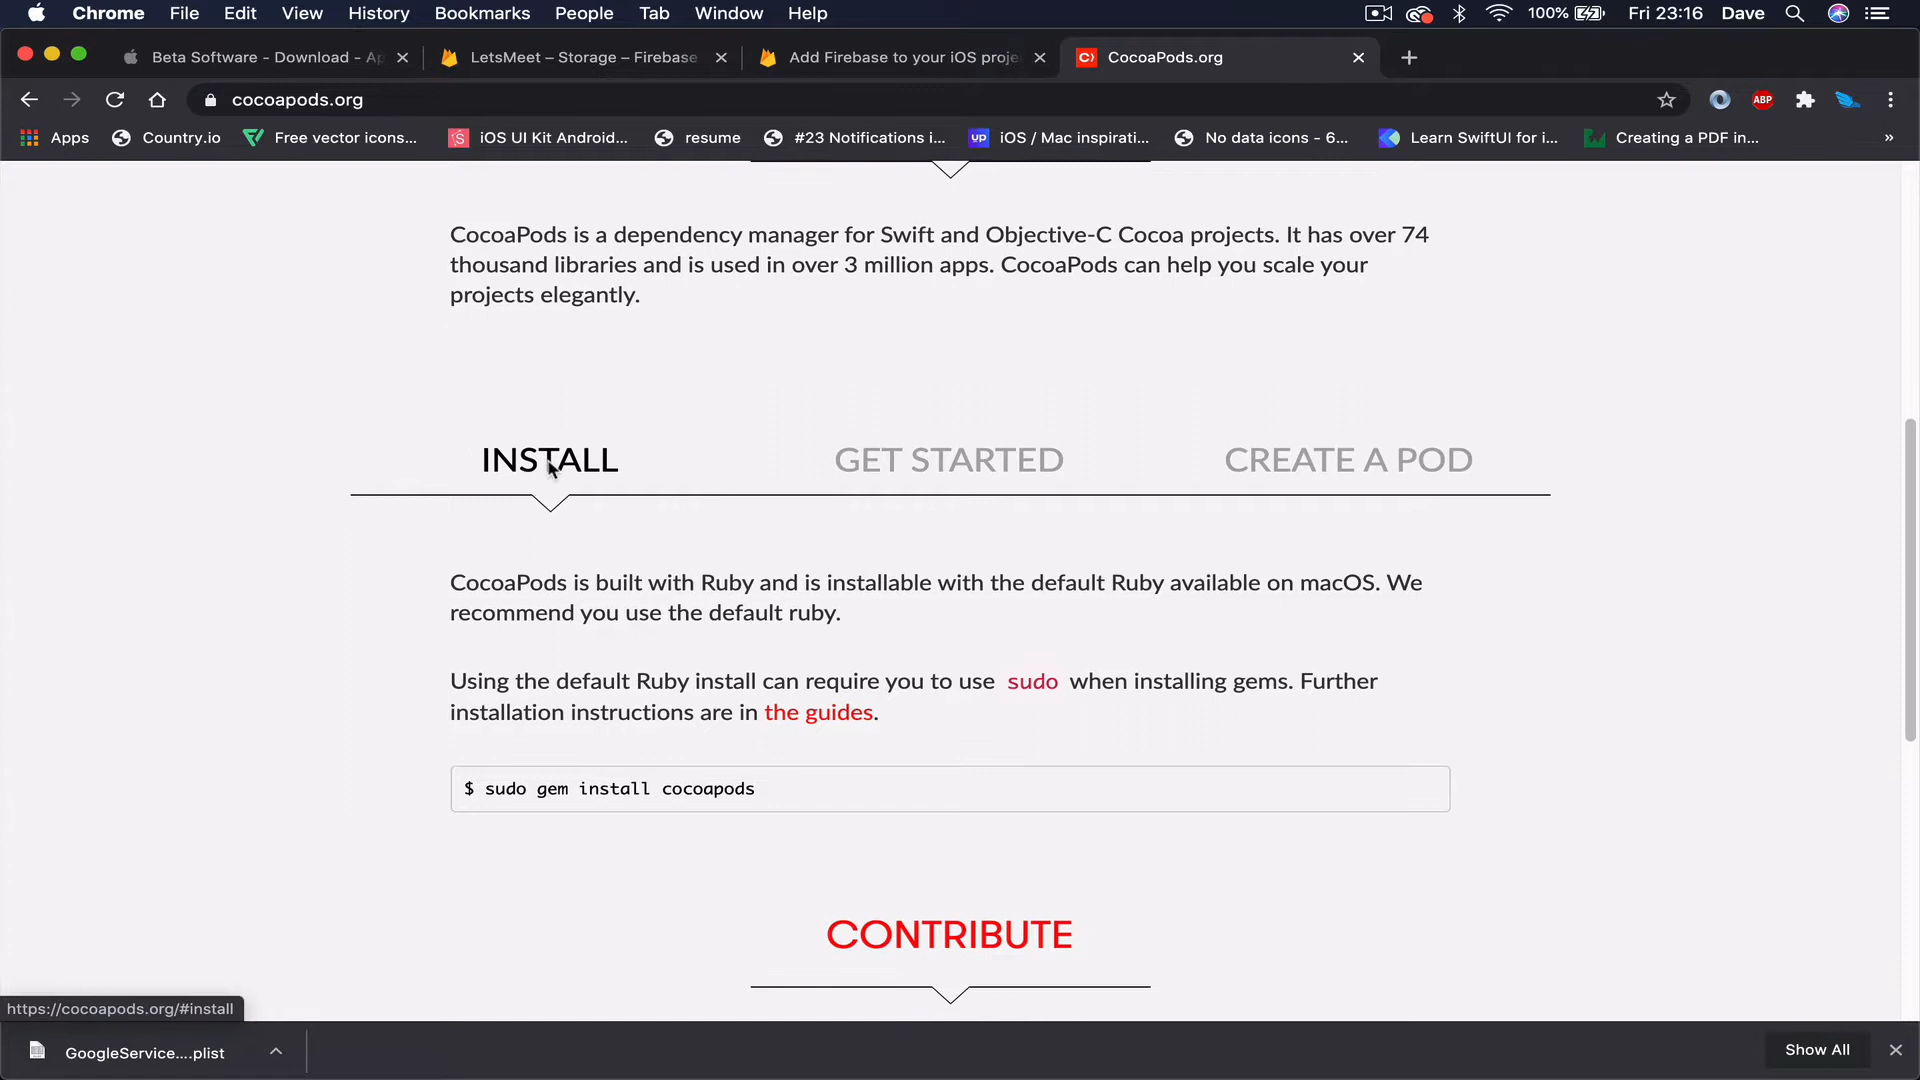 Chrome File Edit View History Bookmarks People Tab Window Help 100% Fri 23:16 Dave
Beta Software - Download - Ap LetsMeet – Storage – Firebase Add Firebase to your iOS proje CocoaPods.org
cocoapods.org ABP
Apps Country.io Free vector icons... iOS UI Kit Android... resume #23 Notifications i... up iOS / Mac inspirati... No data icons - 6... Learn SwiftUI for i... Creating a PDF in... »
CocoaPods is a dependency manager for Swift and Objective-C Cocoa projects. It has over 74
thousand libraries and is used in over 3 million apps. CocoaPods can help you scale your
projects elegantly.
INSTALL GET STARTED CREATE A POD
CocoaPods is built with Ruby and is installable with the default Ruby available on macOS. We
recommend you use the default ruby.
Using the default Ruby install can require you to use sudo when installing gems. Further
installation instructions are in the guides.
$ sudo gem install cocoapods
CONTRIBUTE
https://cocoapods.org/#install
GoogleService....plist Show All